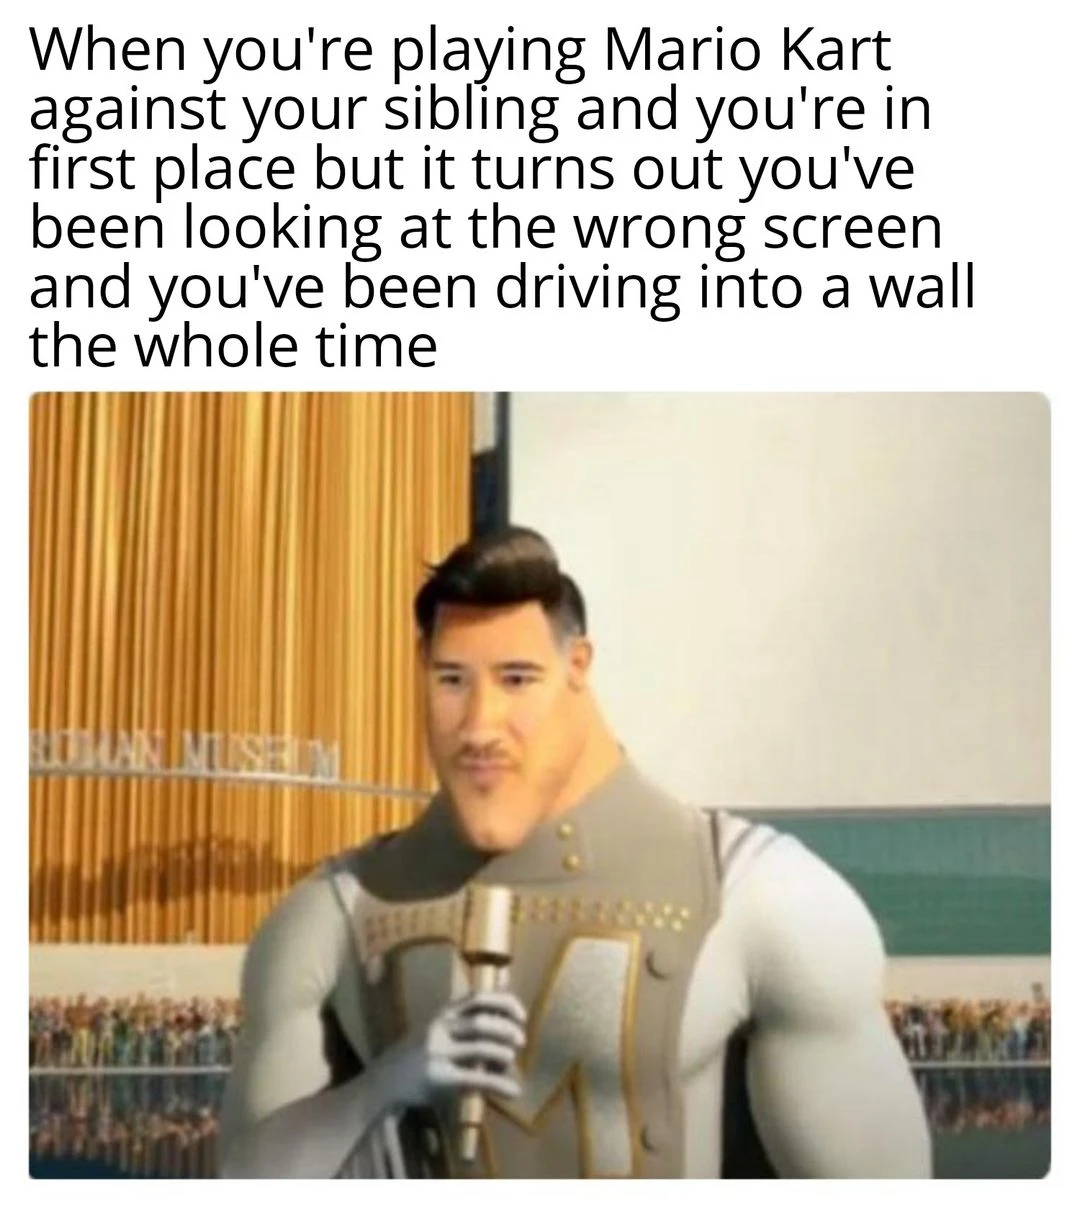 When you're playing Mario Kart
against your sibling and you're in
first place but it turns out you've
been looking at the wrong screen
and you've been driving into a wall
the whole time
MUSEUM
M